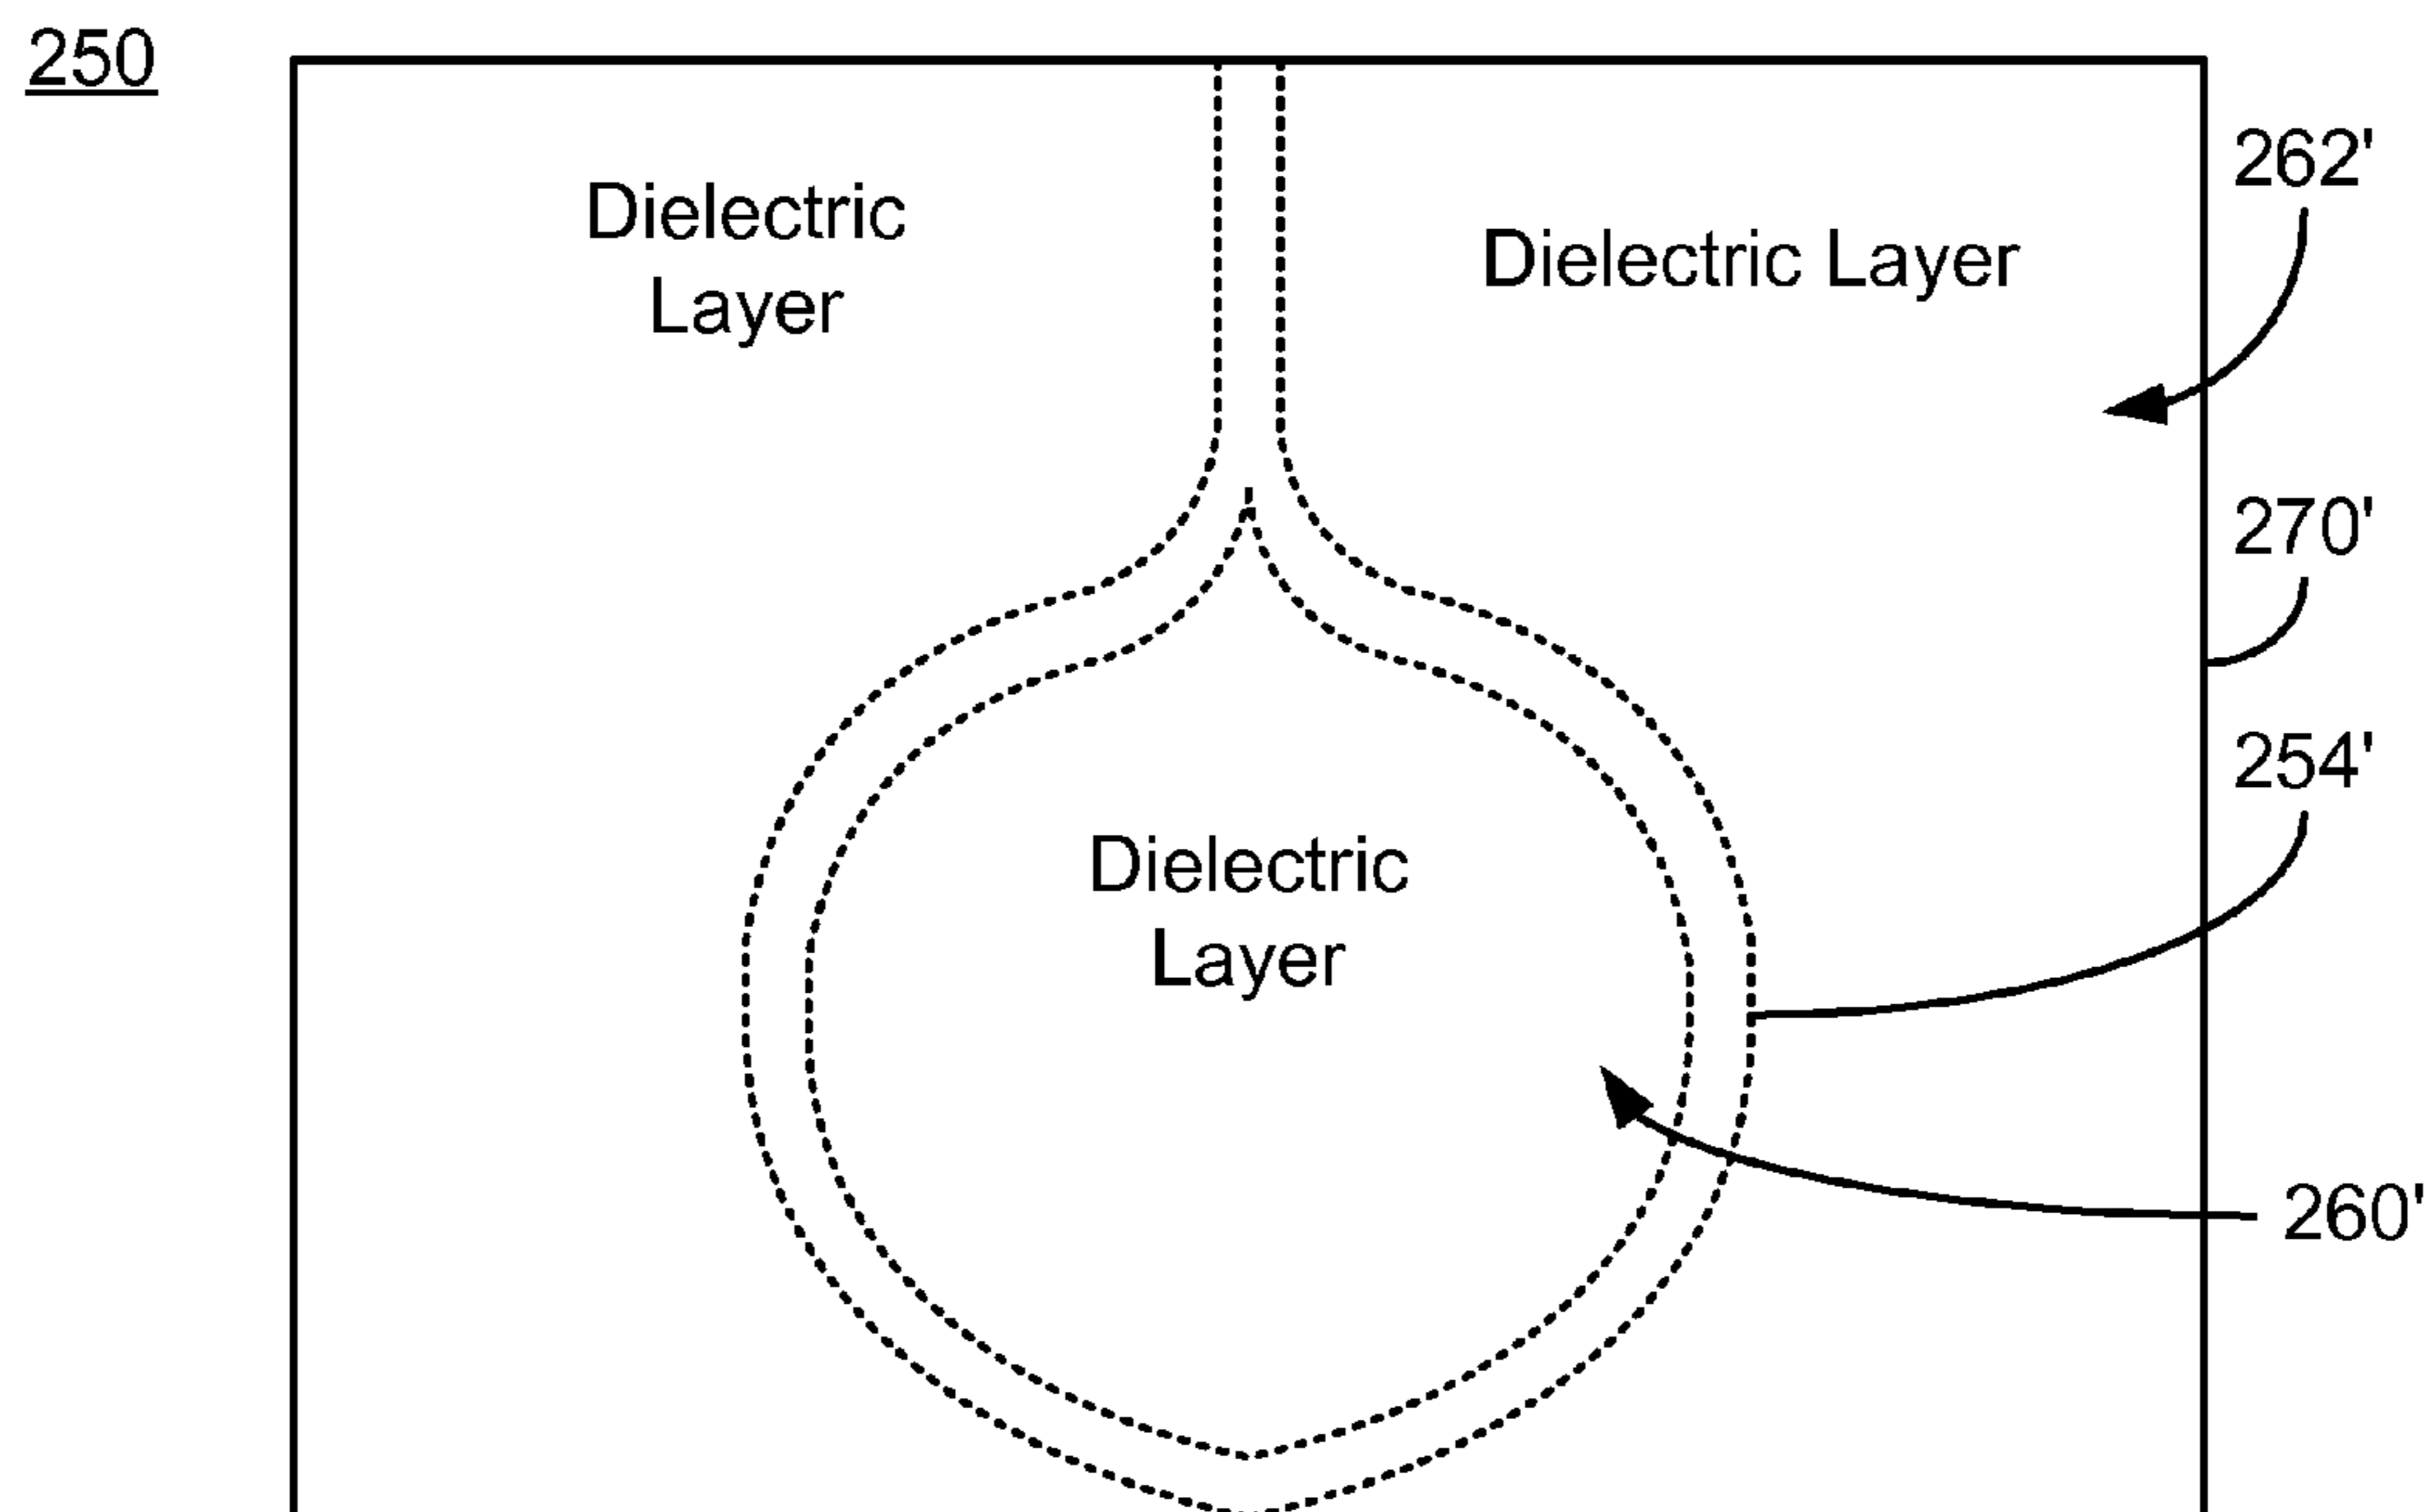 250
Dielectric
Layer
Dielectric Layer
262'
270'
254'
Dielectric
Layer
260'